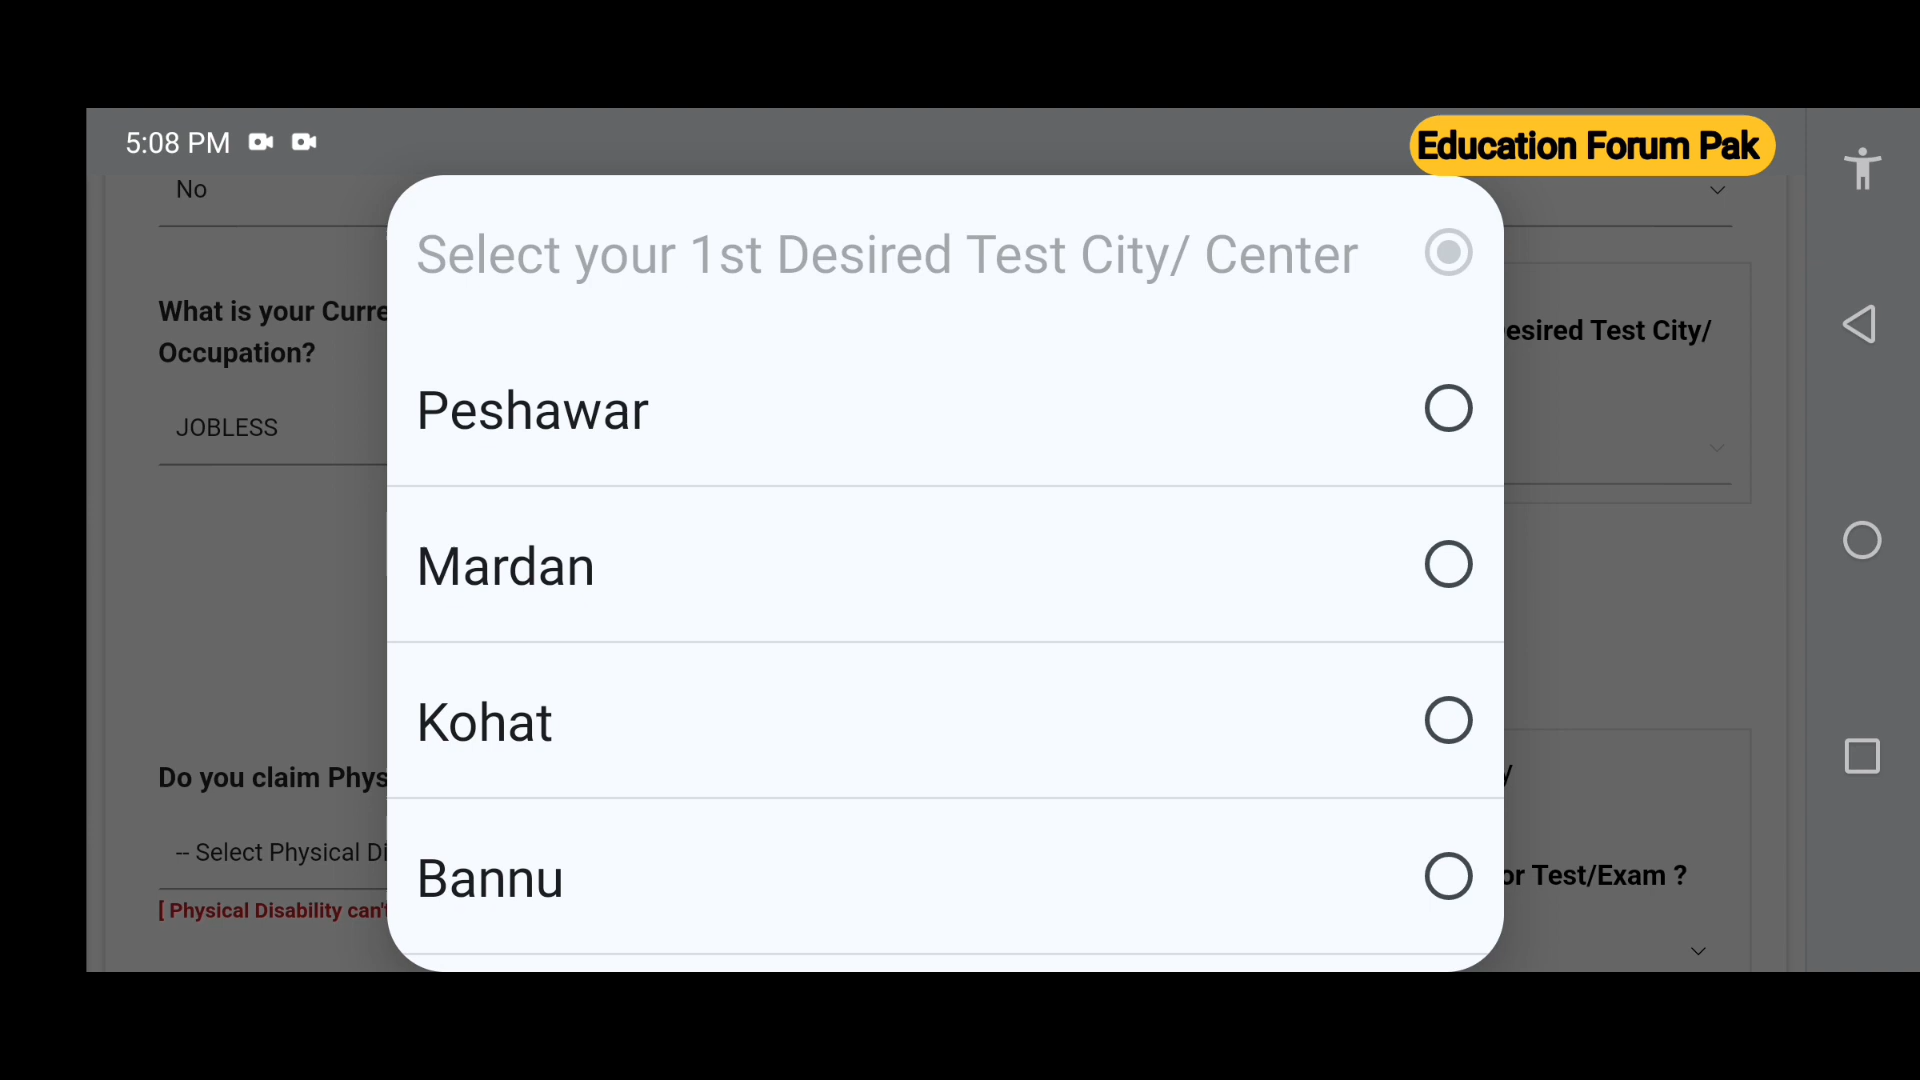 5:08 PM
Education Forum Pak
No
Select your 1st Desired Test City/ Center
What is your Curre
Occupation?
esired Test City/
Peshawar
JOBLESS
Mardan
Kohat
Do you claim Phys
/
-- Select Physical Di
Bannu
or Test/Exam ?
[ Physical Disability can't